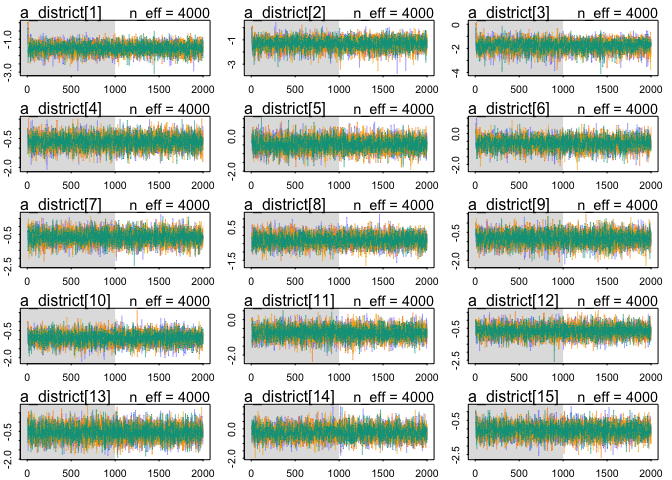 a_district[1] n_eff = 4000
a_district[2] n_eff = 4000
a_district[3] n_eff = 4000
-3.0 -1.0
-3 -1
-4 -2 0
0 500 1000 1500 2000
0 500 1000 1500 2000
0 500 1000 1500 2000
a_district[4] n_eff = 4000
a_district[5] n_eff = 4000
a_district[6] n_eff = 4000
-2.0 -0.5
-2.0 0.0
-2.0 0.0
0 500 1000 1500 2000
0 500 1000 1500 2000
0 500 1000 1500 2000
a_district[7] n_eff = 4000
a_district[8] n_eff = 4000
a_district[9] n_eff = 4000
-2.5 -0.5
-1.5 0.5
-2.0 -0.5
0 500 1000 1500 2000
0 500 1000 1500 2000
0 500 1000 1500 2000
a_district[10] n_eff = 4000
a_district[11] n_eff = 4000
a_district[12] n_eff = 4000
-2.0 -0.5
-2.0 0.0
-2.5 -0.5
0 500 1000 1500 2000
0 500 1000 1500 2000
0 500 1000 1500 2000
a_district[13] n_eff = 4000
a_district[14] n_eff = 4000
a_district[15] n_eff = 4000
-2.0 -0.5
-2.0 0.0
-2.5 -0.5
0 500 1000 1500 2000
0 500 1000 1500 2000
0 500 1000 1500 2000